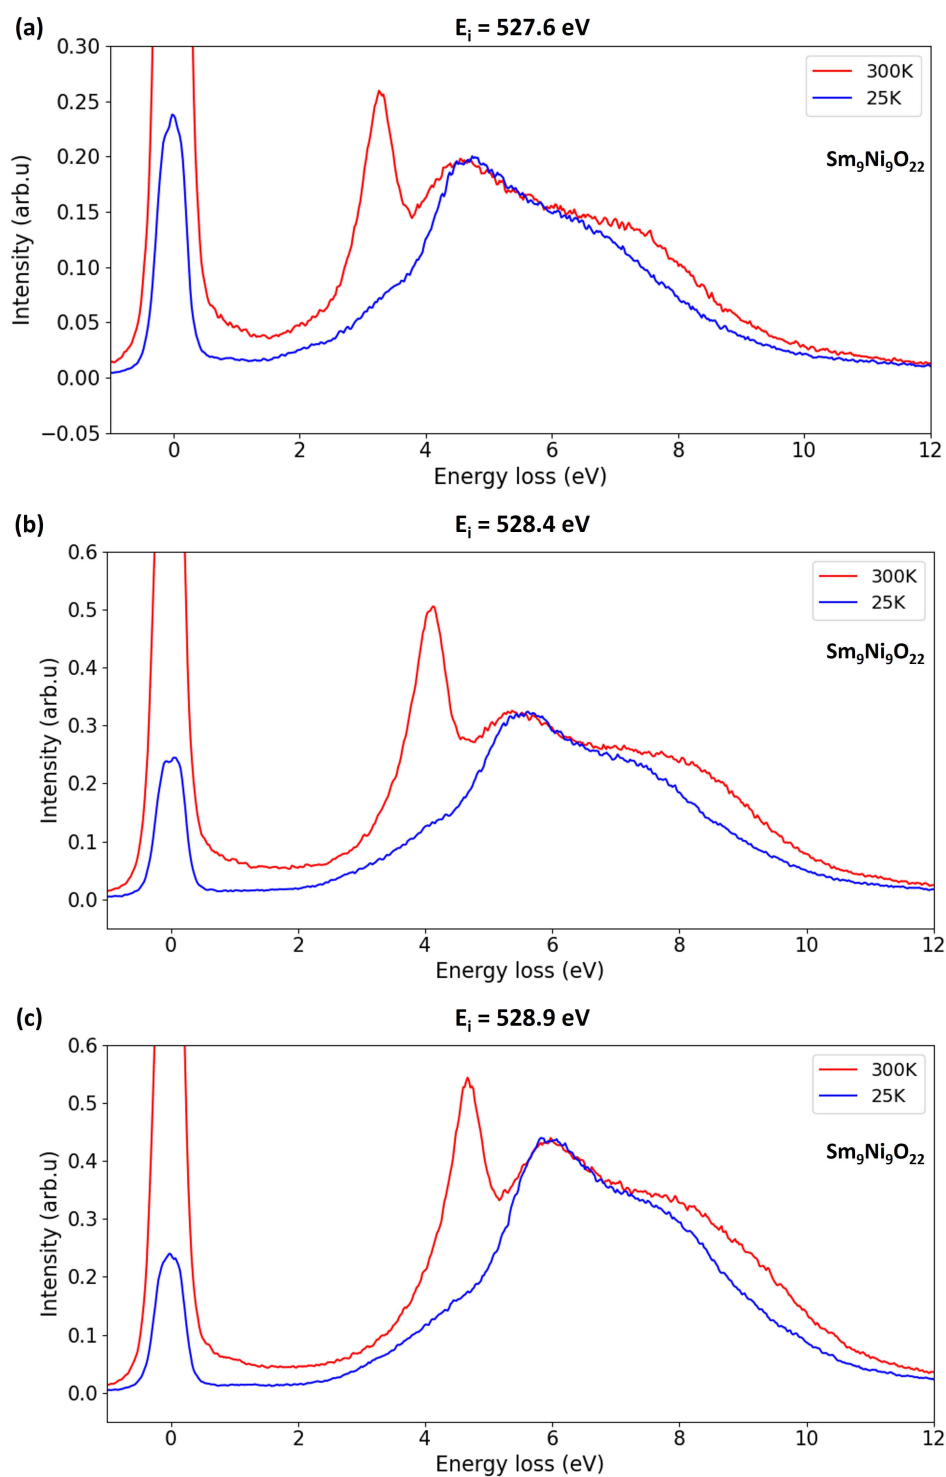 (a)
E_i = 527.6 eV
0.30
0.25
0.20
0.15
0.10
0.05
0.00
−0.05
Intensity (arb.u)
300K
25K
Sm₉Ni₉O₂₂
0 2 4 6 8 10 12
Energy loss (eV)
(b)
E_i = 528.4 eV
0.6
0.5
0.4
0.3
0.2
0.1
0.0
Intensity (arb.u)
300K
25K
Sm₉Ni₉O₂₂
0 2 4 6 8 10 12
Energy loss (eV)
(c)
E_i = 528.9 eV
0.6
0.5
0.4
0.3
0.2
0.1
0.0
Intensity (arb.u)
300K
25K
Sm₉Ni₉O₂₂
0 2 4 6 8 10 12
Energy loss (eV)